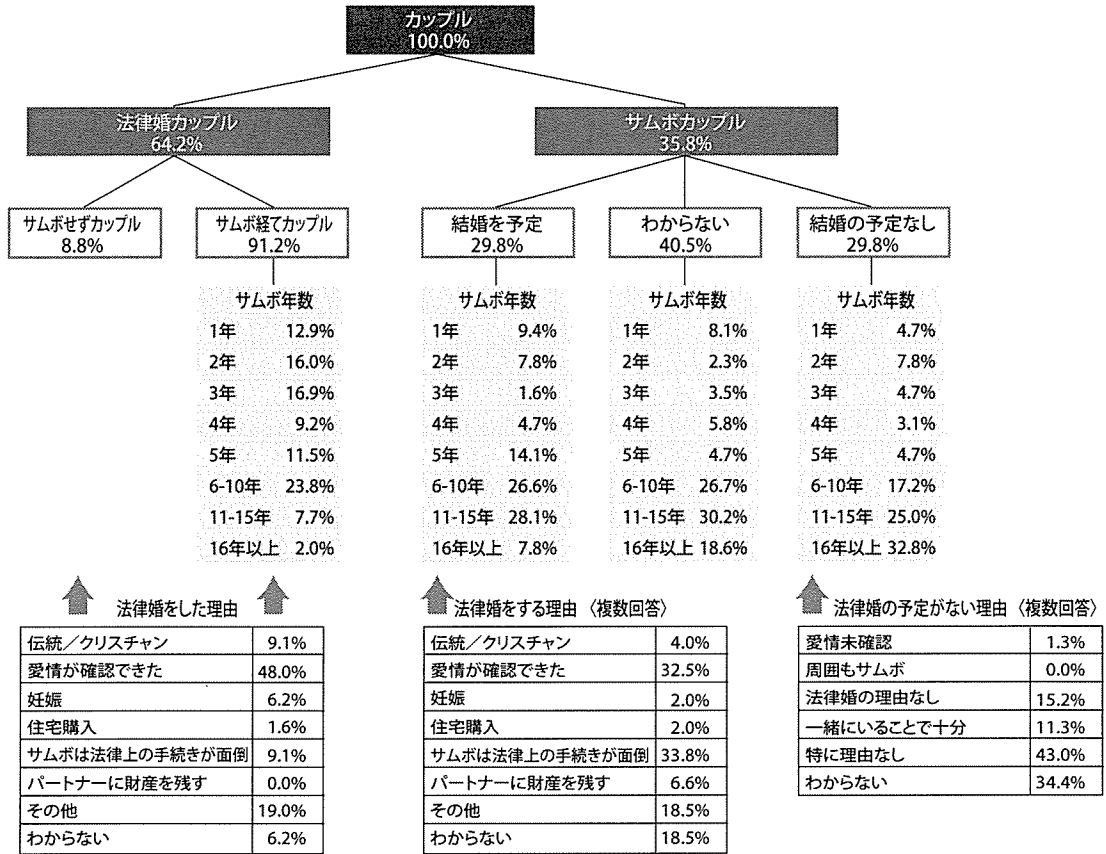 カップル
100.0%
法律婚カップル
64.2%
サムボカップル
35.8%
サムボせずカップル
8.8%
サムボ経てカップル
91.2%
結婚を予定
29.8%
わからない
40.5%
結婚の予定なし
29.8%
サムボ年数
1年 12.9%
2年 16.0%
3年 16.9%
4年 9.2%
5年 11.5%
6-10年 23.8%
11-15年 7.7%
16年以上 2.0%
サムボ年数
1年 9.4%
2年 7.8%
3年 1.6%
4年 4.7%
5年 14.1%
6-10年 26.6%
11-15年 28.1%
16年以上 7.8%
サムボ年数
1年 8.1%
2年 2.3%
3年 3.5%
4年 5.8%
5年 4.7%
6-10年 26.7%
11-15年 30.2%
16年以上 18.6%
サムボ年数
1年 4.7%
2年 7.8%
3年 4.7%
4年 3.1%
5年 4.7%
6-10年 17.2%
11-15年 25.0%
16年以上 32.8%
法律婚をした理由
伝統／クリスチャン 9.1%
愛情が確認できた 48.0%
妊娠 6.2%
住宅購入 1.6%
サムボは法律上の手続きが面倒 9.1%
パートナーに財産を残す 0.0%
その他 19.0%
わからない 6.2%
法律婚をする理由〈複数回答〉
伝統／クリスチャン 4.0%
愛情が確認できた 32.5%
妊娠 2.0%
住宅購入 2.0%
サムボは法律上の手続きが面倒 33.8%
パートナーに財産を残す 6.6%
その他 18.5%
わからない 18.5%
法律婚の予定がない理由〈複数回答〉
愛情未確認 1.3%
周囲もサムボ 0.0%
法律婚の理由なし 15.2%
一緒にいることで十分 11.3%
特に理由なし 43.0%
わからない 34.4%